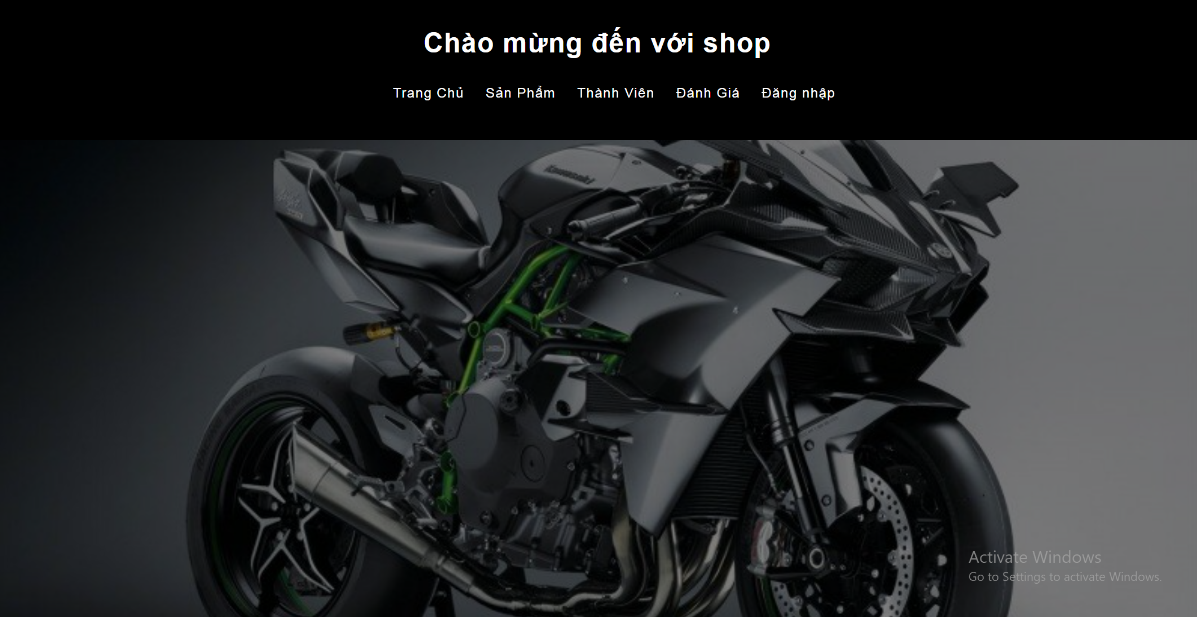 Chào mừng đến với shop
Trang Chủ Sản Phẩm Thành Viên Đánh Giá Đăng nhập
Kawasaki
Activate Windows
Go to Settings to activate Windows.